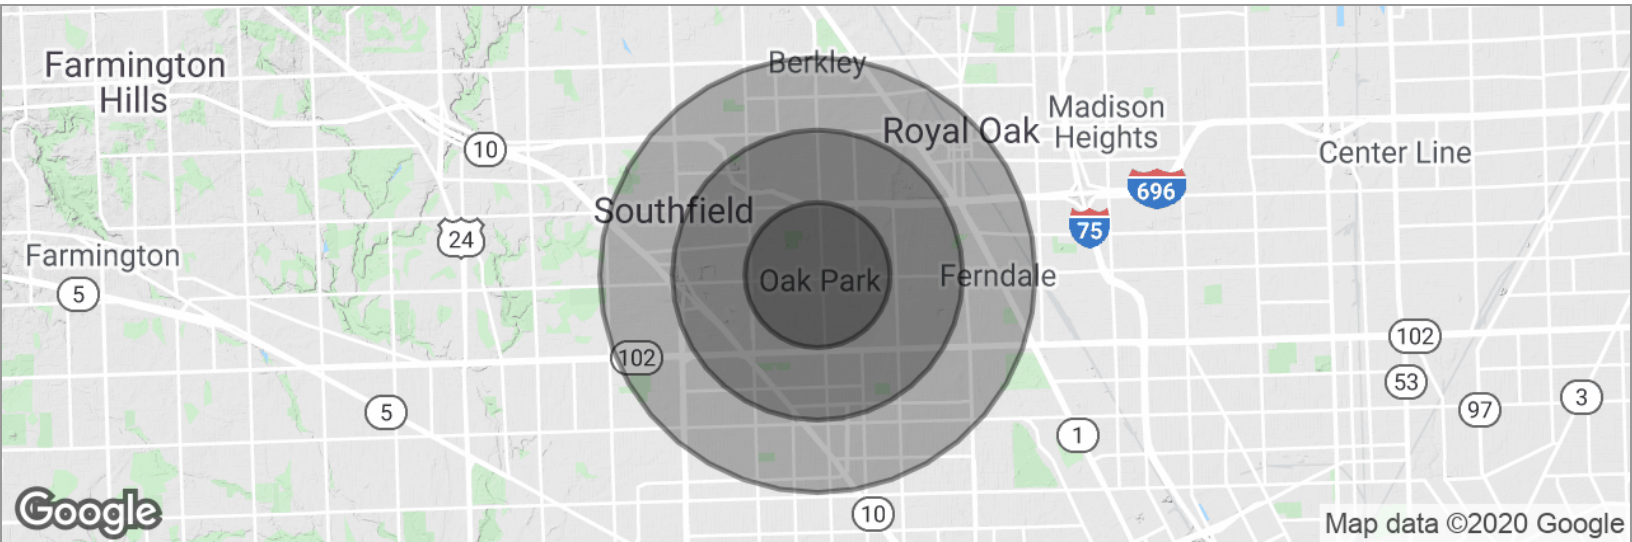 Berkley
Farmington
Hills
Madison
Heights
Royal Oak
10
Center Line
696
Southfield
75
24
Farmington
Oak Park
Ferndale
5
102
102
53
5
97
3
1
Google
10
Map data ©2020 Google